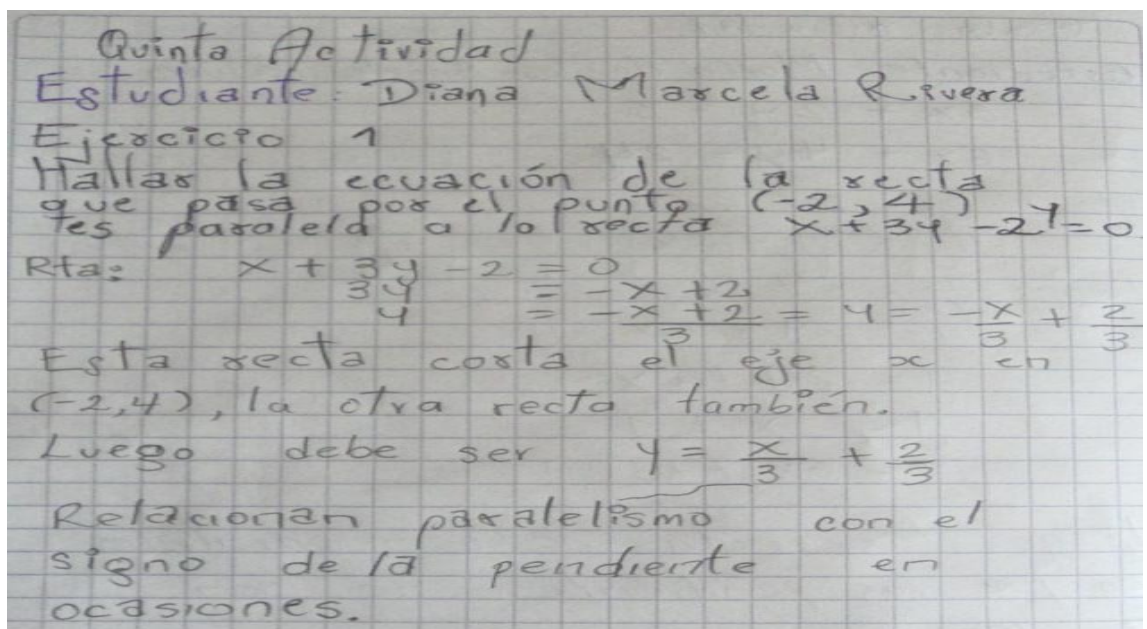 Quinta Actividad
Estudiante: Diana Marcela Rivera
Ejercicio 1
Hallar la ecuación de la recta
que pasa por el punto (-2, 4)
y es paralela a la recta x + 3y - 2 = 0
Rta: x + 3y - 2 = 0
3y = -x + 2
y = -x + 2 / 3 = y = -x/3 + 2/3
Esta recta corta el eje x en
(-2,4), la otra recta también.
Luego debe ser y = x/3 + 2/3
Relacionan paralelismo con el
signo de la pendiente en
ocasiones.